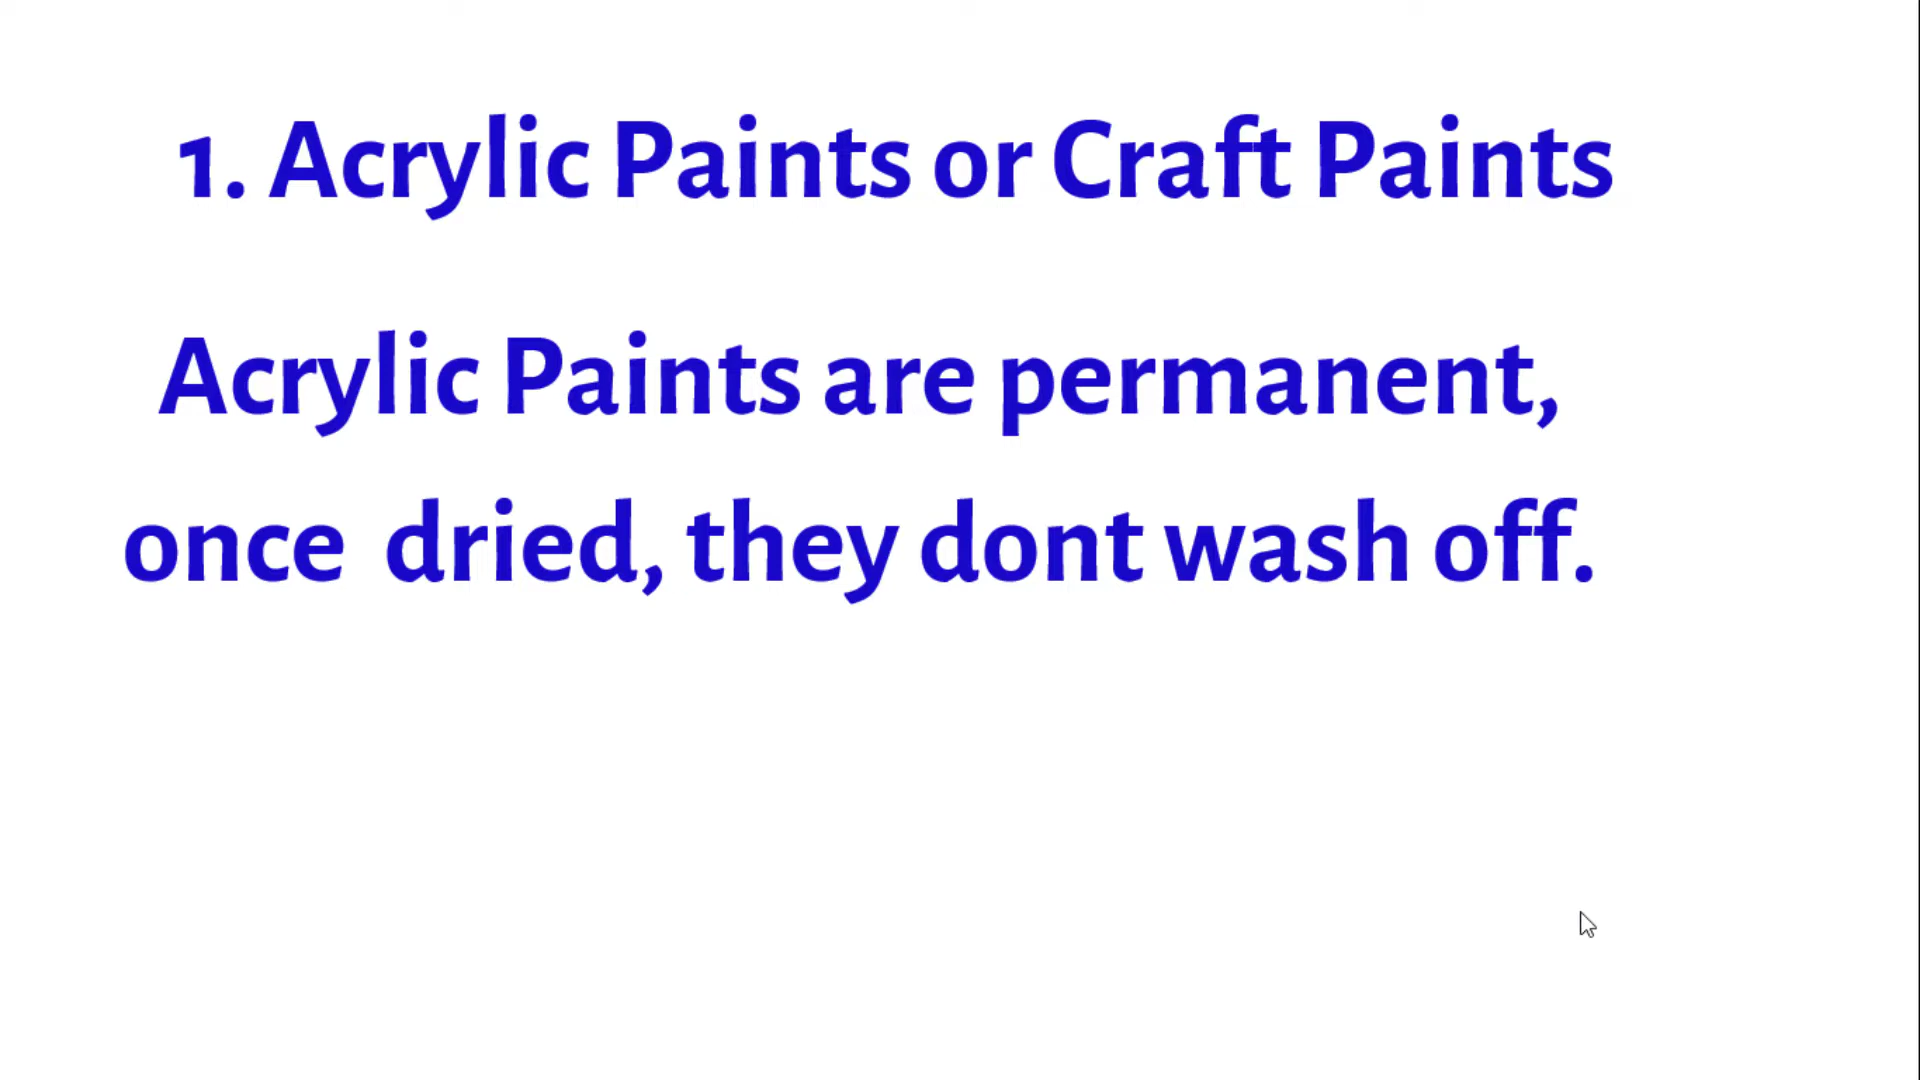 1. Acrylic Paints or Craft Paints
Acrylic Paints are permanent,
once dried, they dont wash off.